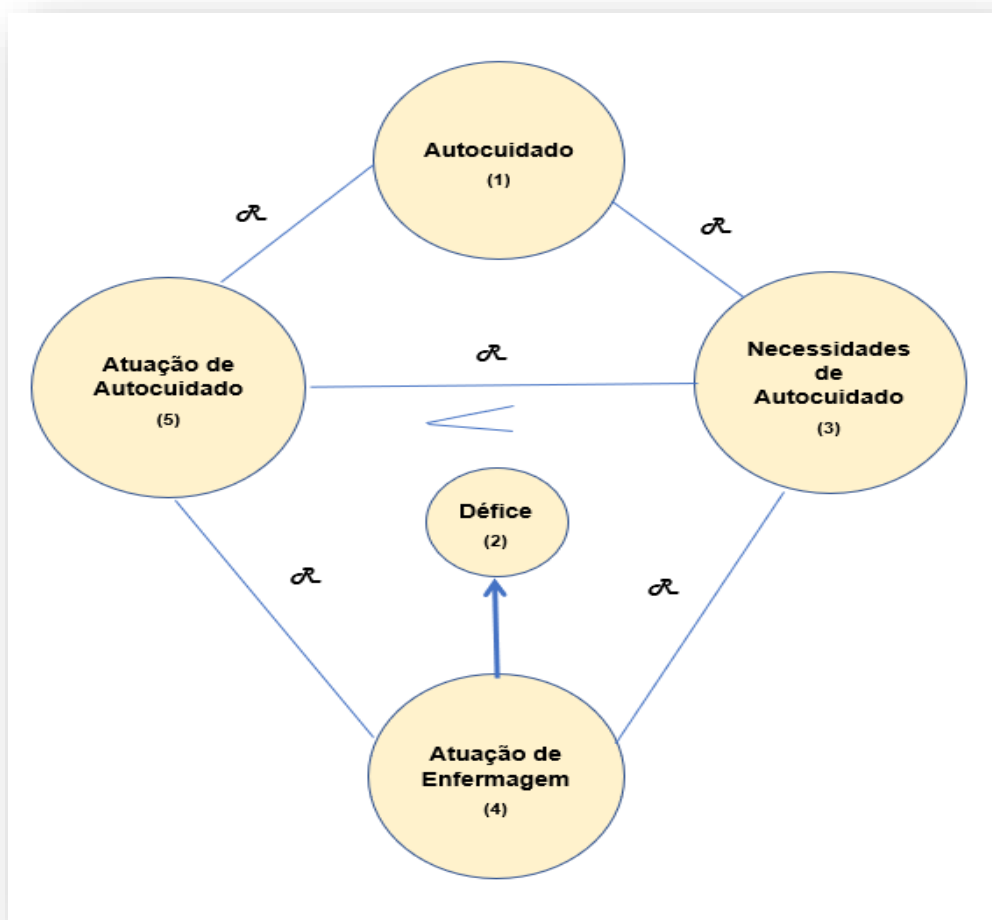 Autocuidado
(1)
R
R
Atuação de
Autocuidado
(5)
R
Necessidades
de
Autocuidado
(3)
<
Défice
(2)
R
R
Atuação de
Enfermagem
(4)